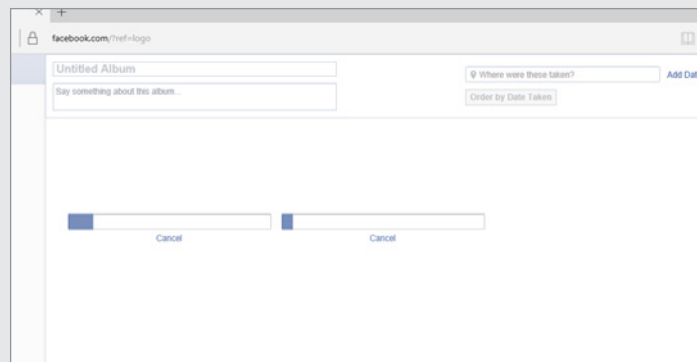 facebook.com/?ref=logo
Untitled Album
Say something about this album...
Where were these taken?
Add Dat
Order by Date Taken
Cancel
Cancel